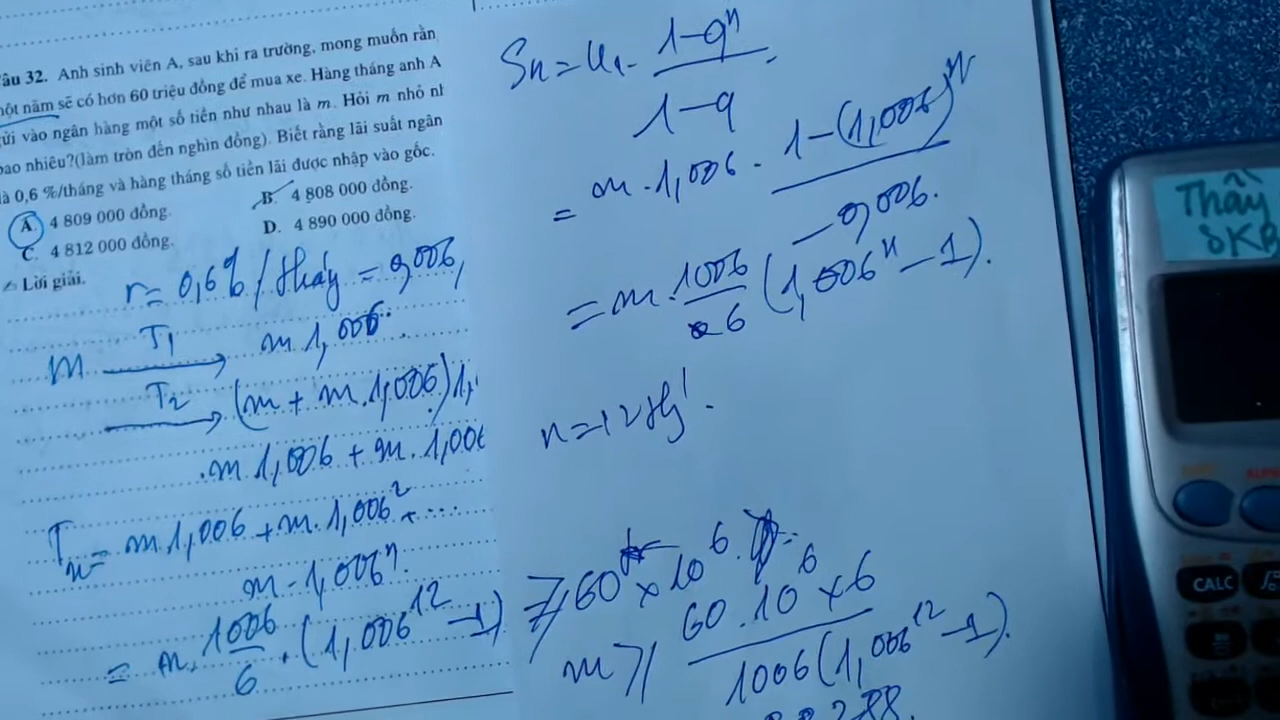 âu 32. Anh sinh viên A, sau khi ra trường, mong muốn rằn
một năm sẽ có hơn 60 triệu đồng để mua xe. Hàng tháng anh A
gửi vào ngân hàng một số tiền như nhau là m. Hỏi m nhỏ nh
bao nhiêu?(làm tròn đến nghìn đồng). Biết rằng lãi suất ngân
là 0,6 %/tháng và hàng tháng số tiền lãi được nhập vào gốc.
A. 4 809 000 đồng. B. 4 808 000 đồng.
C. 4 812 000 đồng. D. 4 890 000 đồng.
Lời giải.
r = 0,6% / tháng = 0,006
m T1 m 1,006
T2 (m + m.1,006) 1,
m 1,006 + m.1,006
Tn = m 1,006 + m.1,006² + ...
m.1,006ⁿ
= m.1006/6.(1,006¹² − 1) ≥ 60 × 10⁶
Sn = u1.(1−qⁿ)/(1−q)
= m.1,006.(1−(1,006)ⁿ)/(−0,006)
= m.1006/6 (1,006ⁿ − 1).
n = 12 thg
m ≥ 60.10⁶ × 6/(1006(1,006¹² − 1)).
288
Thầy
SKB
CALC